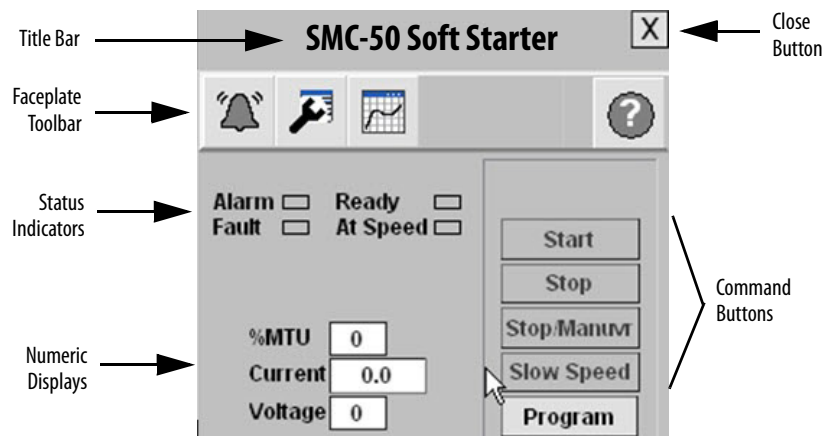 Title Bar
SMC-50 Soft Starter
X
Close
Button
Faceplate
Toolbar
?
Status
Indicators
Alarm
Ready
Fault
At Speed
Start
Stop
Stop/Manuvr
Slow Speed
Program
Command
Buttons
Numeric
Displays
%MTU 0
Current 0.0
Voltage 0